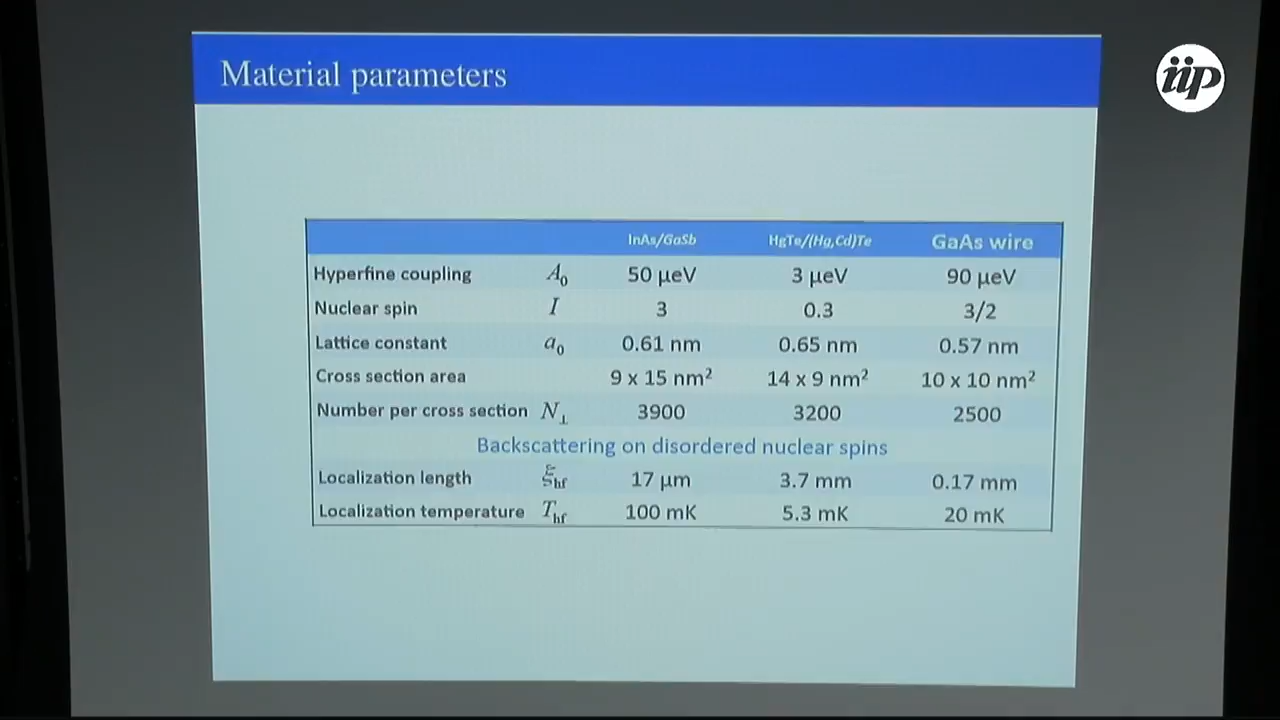 Material parameters
iip
InAs/GaSb HgTe/(Hg,Cd)Te GaAs wire
Hyperfine coupling A₀ 50 μeV 3 μeV 90 μeV
Nuclear spin I 3 0.3 3/2
Lattice constant a₀ 0.61 nm 0.65 nm 0.57 nm
Cross section area 9 x 15 nm² 14 x 9 nm² 10 x 10 nm²
Number per cross section N⊥ 3900 3200 2500
Backscattering on disordered nuclear spins
Localization length ξhf 17 μm 3.7 mm 0.17 mm
Localization temperature Thf 100 mK 5.3 mK 20 mK